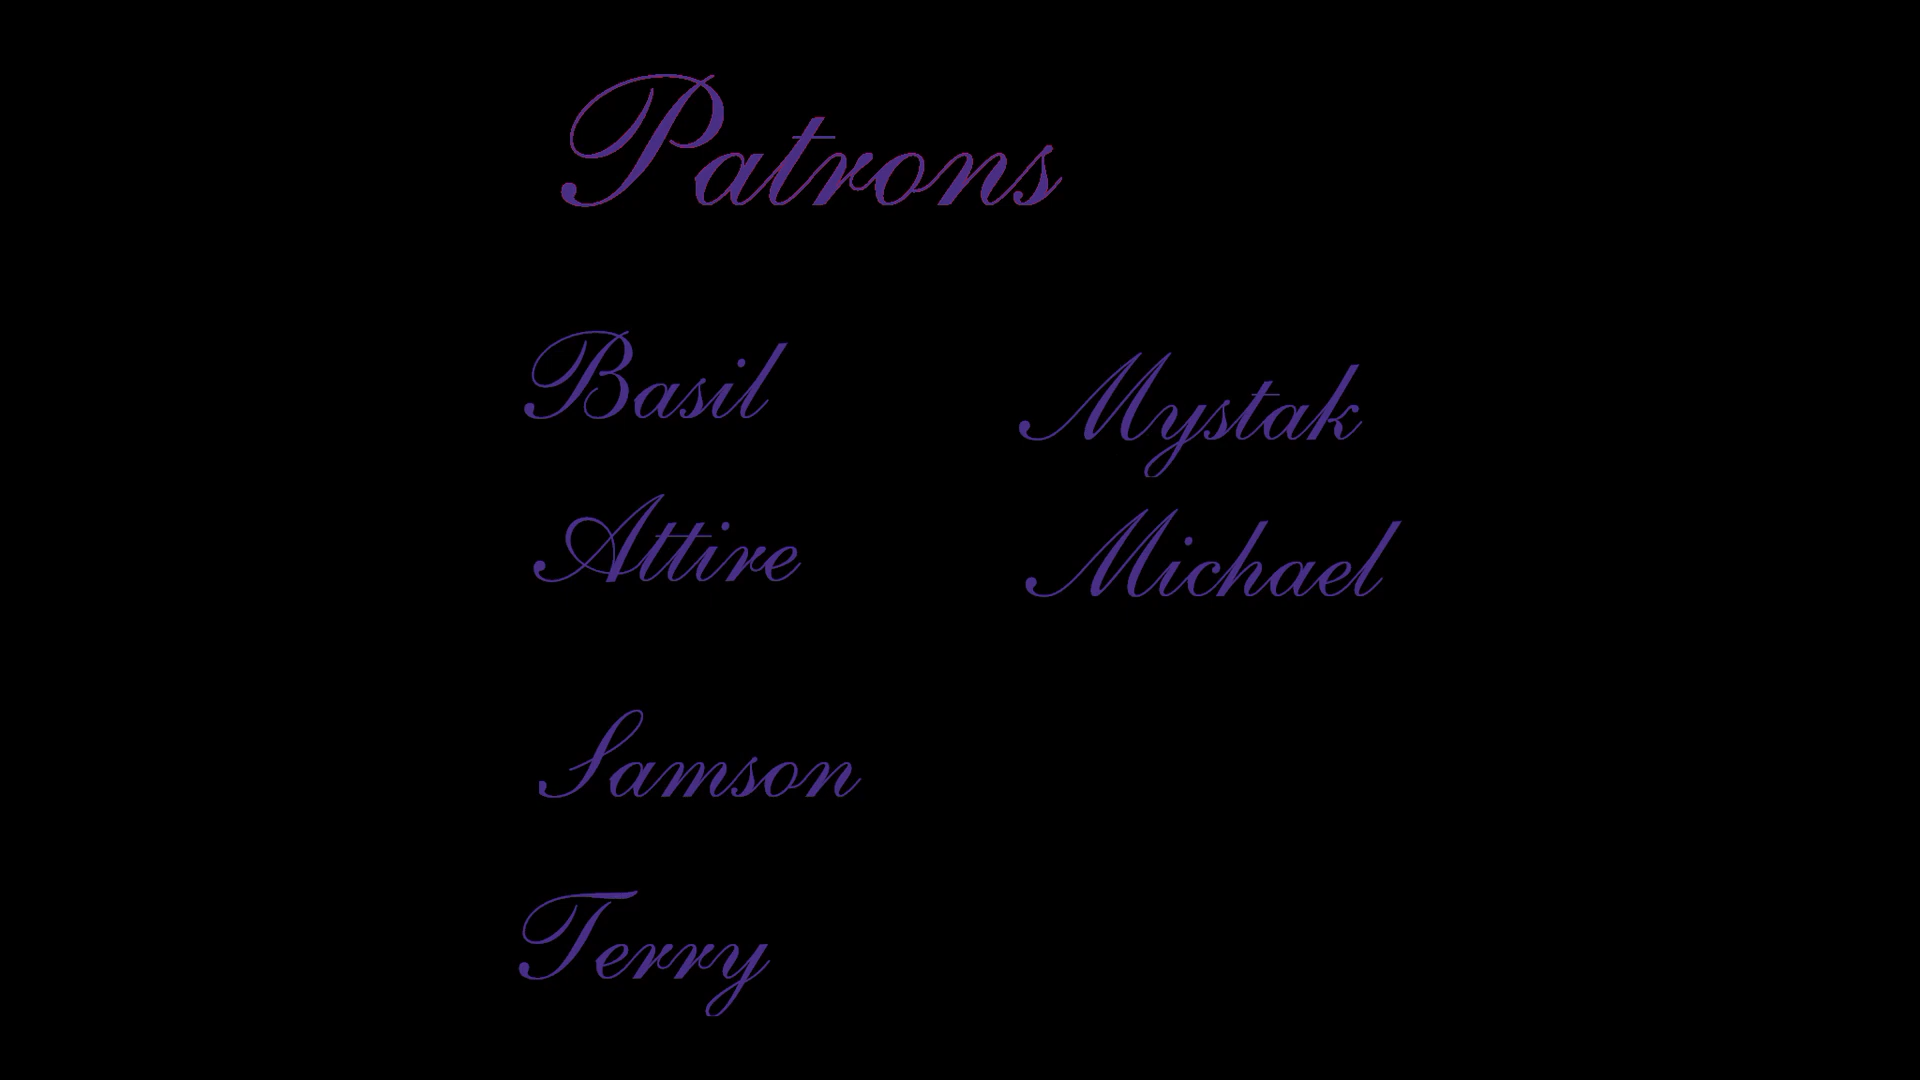 Patrons
Basil
Mystak
Attire
Michael
Samson
Terry